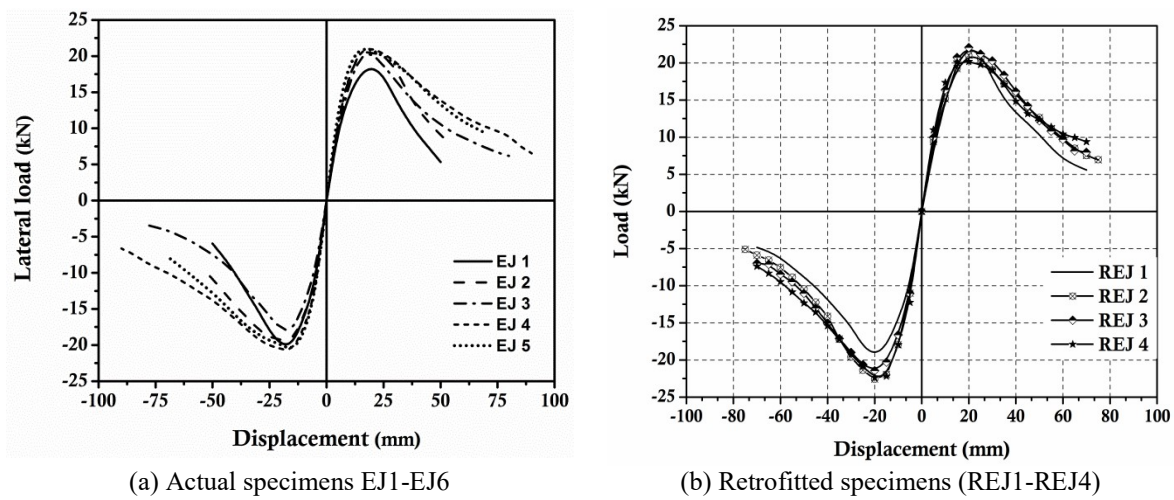 25
20
15
10
5
0
-5
-10
-15
-20
-25
Lateral load (kN)
EJ 1
EJ 2
EJ 3
EJ 4
EJ 5
-100 -75 -50 -25 0 25 50 75 100
Displacement (mm)
(a) Actual specimens EJ1-EJ6
25
20
15
10
5
0
-5
-10
-15
-20
-25
Load (kN)
REJ 1
REJ 2
REJ 3
REJ 4
-100 -80 -60 -40 -20 0 20 40 60 80 100
Displacement (mm)
(b) Retrofitted specimens (REJ1-REJ4)